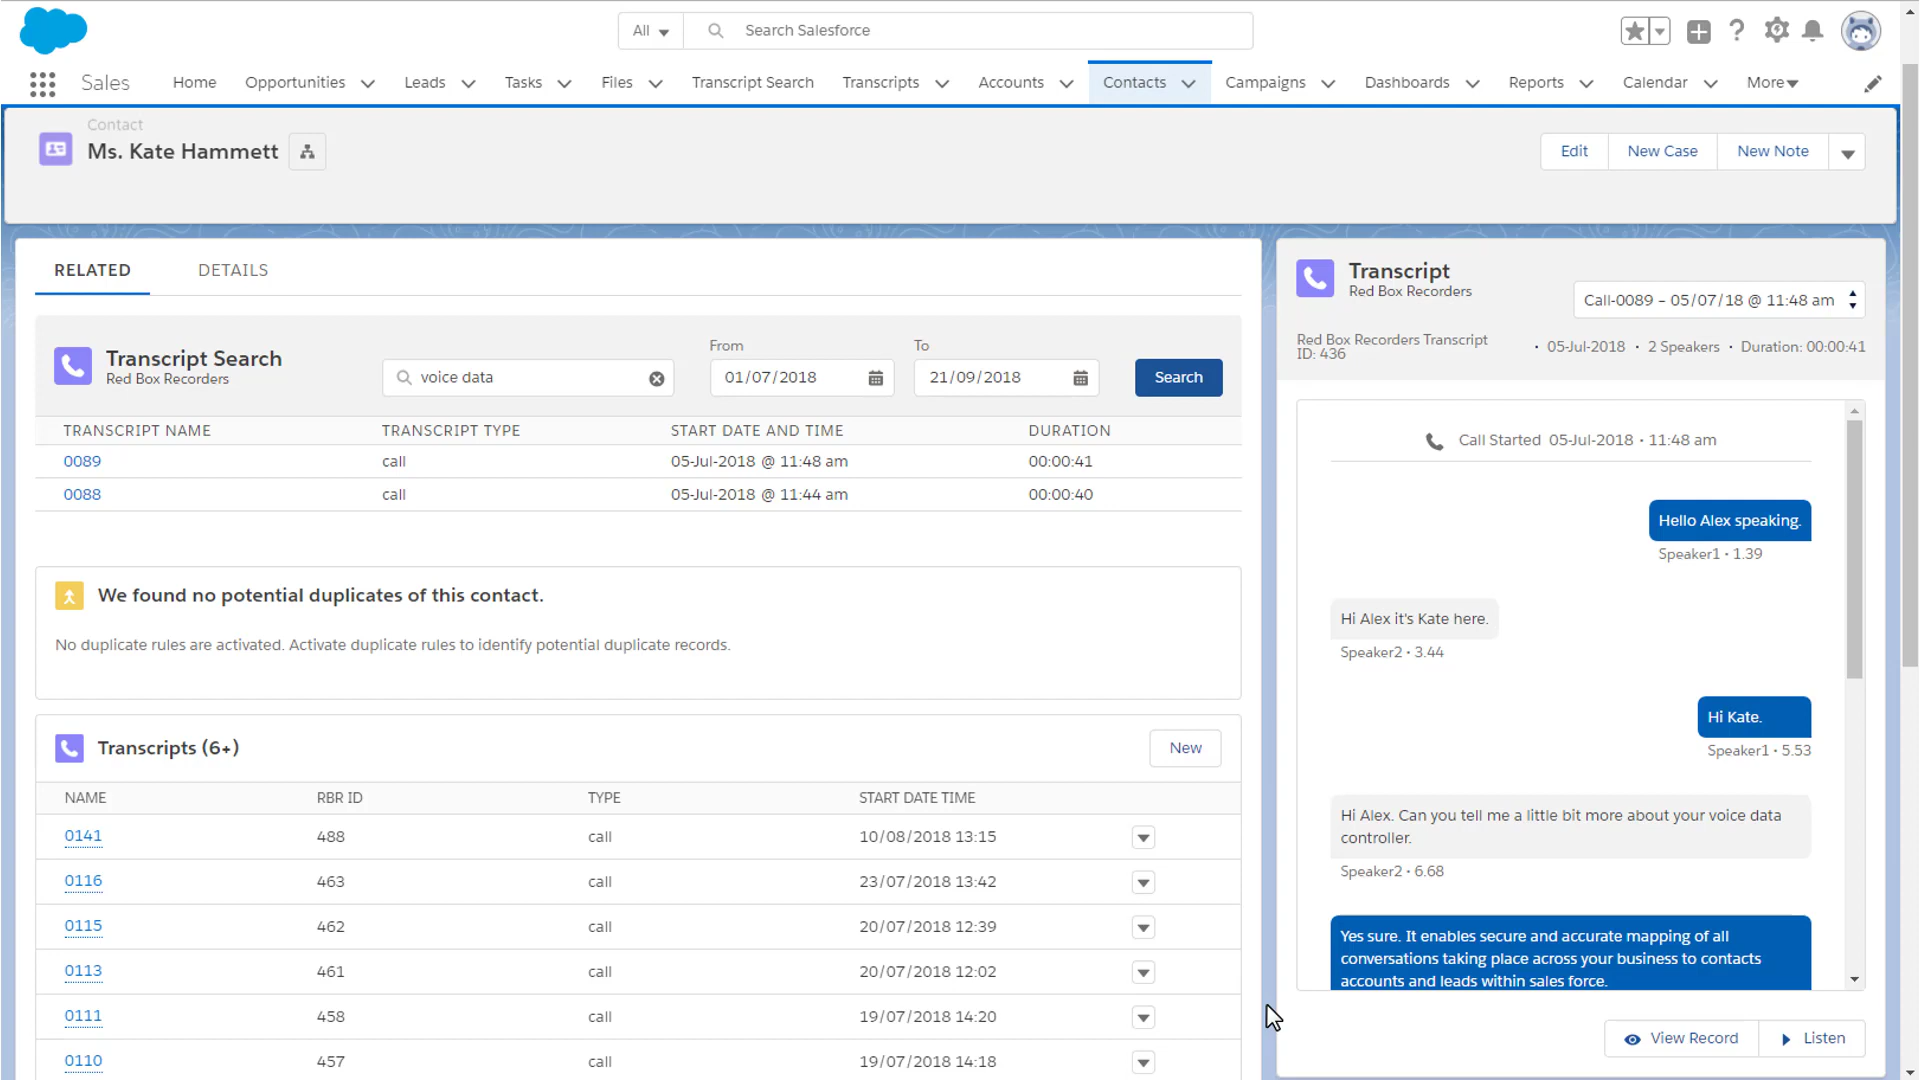 All
Search Salesforce
Sales
Home
Opportunities
Leads
Tasks
Files
Transcript Search
Transcripts
Accounts
Contacts
Campaigns
Dashboards
Reports
Calendar
More
Contact
Ms. Kate Hammett
Edit
New Case
New Note
RELATED
DETAILS
Transcript Search
Red Box Recorders
voice data
From
01/07/2018
To
21/09/2018
Search
TRANSCRIPT NAME TRANSCRIPT TYPE START DATE AND TIME DURATION
0089 call 05-Jul-2018 @ 11:48 am 00:00:41
0088 call 05-Jul-2018 @ 11:44 am 00:00:40
We found no potential duplicates of this contact.
No duplicate rules are activated. Activate duplicate rules to identify potential duplicate records.
Transcripts (6+)
New
NAME RBR ID TYPE START DATE TIME
0141 488 call 10/08/2018 13:15
0116 463 call 23/07/2018 13:42
0115 462 call 20/07/2018 12:39
0113 461 call 20/07/2018 12:02
0111 458 call 19/07/2018 14:20
0110 457 call 19/07/2018 14:18
Transcript
Red Box Recorders
Call-0089 – 05/07/18 @ 11:48 am
Red Box Recorders Transcript
ID: 436
• 05-Jul-2018 • 2 Speakers • Duration: 00:00:41
Call Started 05-Jul-2018 • 11:48 am
Hello Alex speaking.
Speaker1 • 1.39
Hi Alex it's Kate here.
Speaker2 • 3.44
Hi Kate.
Speaker1 • 5.53
Hi Alex. Can you tell me a little bit more about your voice data
controller.
Speaker2 • 6.68
Yes sure. It enables secure and accurate mapping of all
conversations taking place across your business to contacts
accounts and leads within sales force.
View Record
Listen